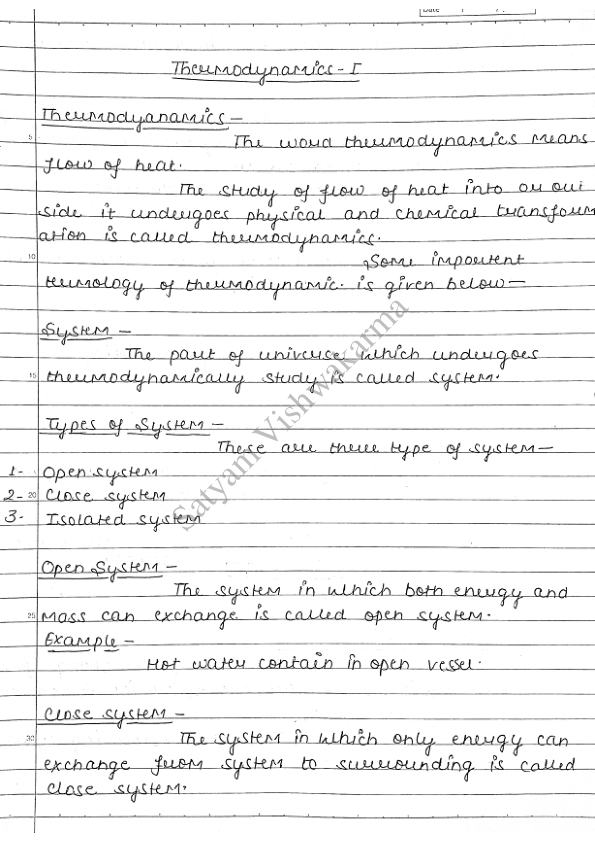 Date
Thermodynamics - I
Thermodyanamics -
5 The word thermodynamics means
flow of heat.
The study of flow of heat into or out
side it undergoes physical and chemical transform
ation is called thermodynamics.
10 Some important
termology of thermodynamic. is given below -
System -
The part of universe which undergoes
15 thermodynamically study is called system.
Types of System -
These are three type of system -
1- Open system
2- 20 Close system
3- Isolated system
Open System -
The system in which both energy and
25 mass can exchange is called open system.
Example -
Hot water contain in open vessel.
Close system -
30 The system in which only energy can
exchange from system to surrounding is called
close system.
Satyam Vishwakarma